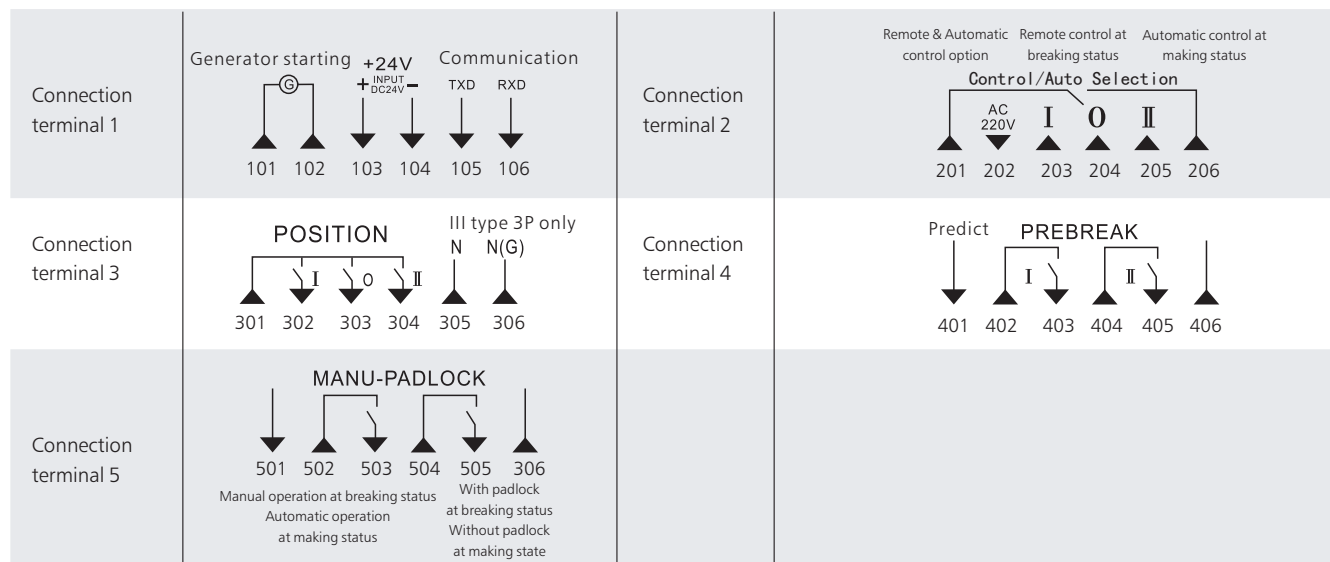 Connection
terminal 1
Generator starting
+24V
Communication
G
+ INPUT −
DC24V
TXD RXD
101 102 103 104 105 106
Connection
terminal 2
Remote & Automatic
control option
Remote control at
breaking status
Automatic control at
making status
Control/Auto Selection
AC
220V
I O II
201 202 203 204 205 206
Connection
terminal 3
POSITION
III type 3P only
N N(G)
I O II
301 302 303 304 305 306
Connection
terminal 4
Predict PREBREAK
I II
401 402 403 404 405 406
Connection
terminal 5
MANU-PADLOCK
501 502 503 504 505 306
Manual operation at breaking status
Automatic operation
at making status
With padlock
at breaking status
Without padlock
at making state